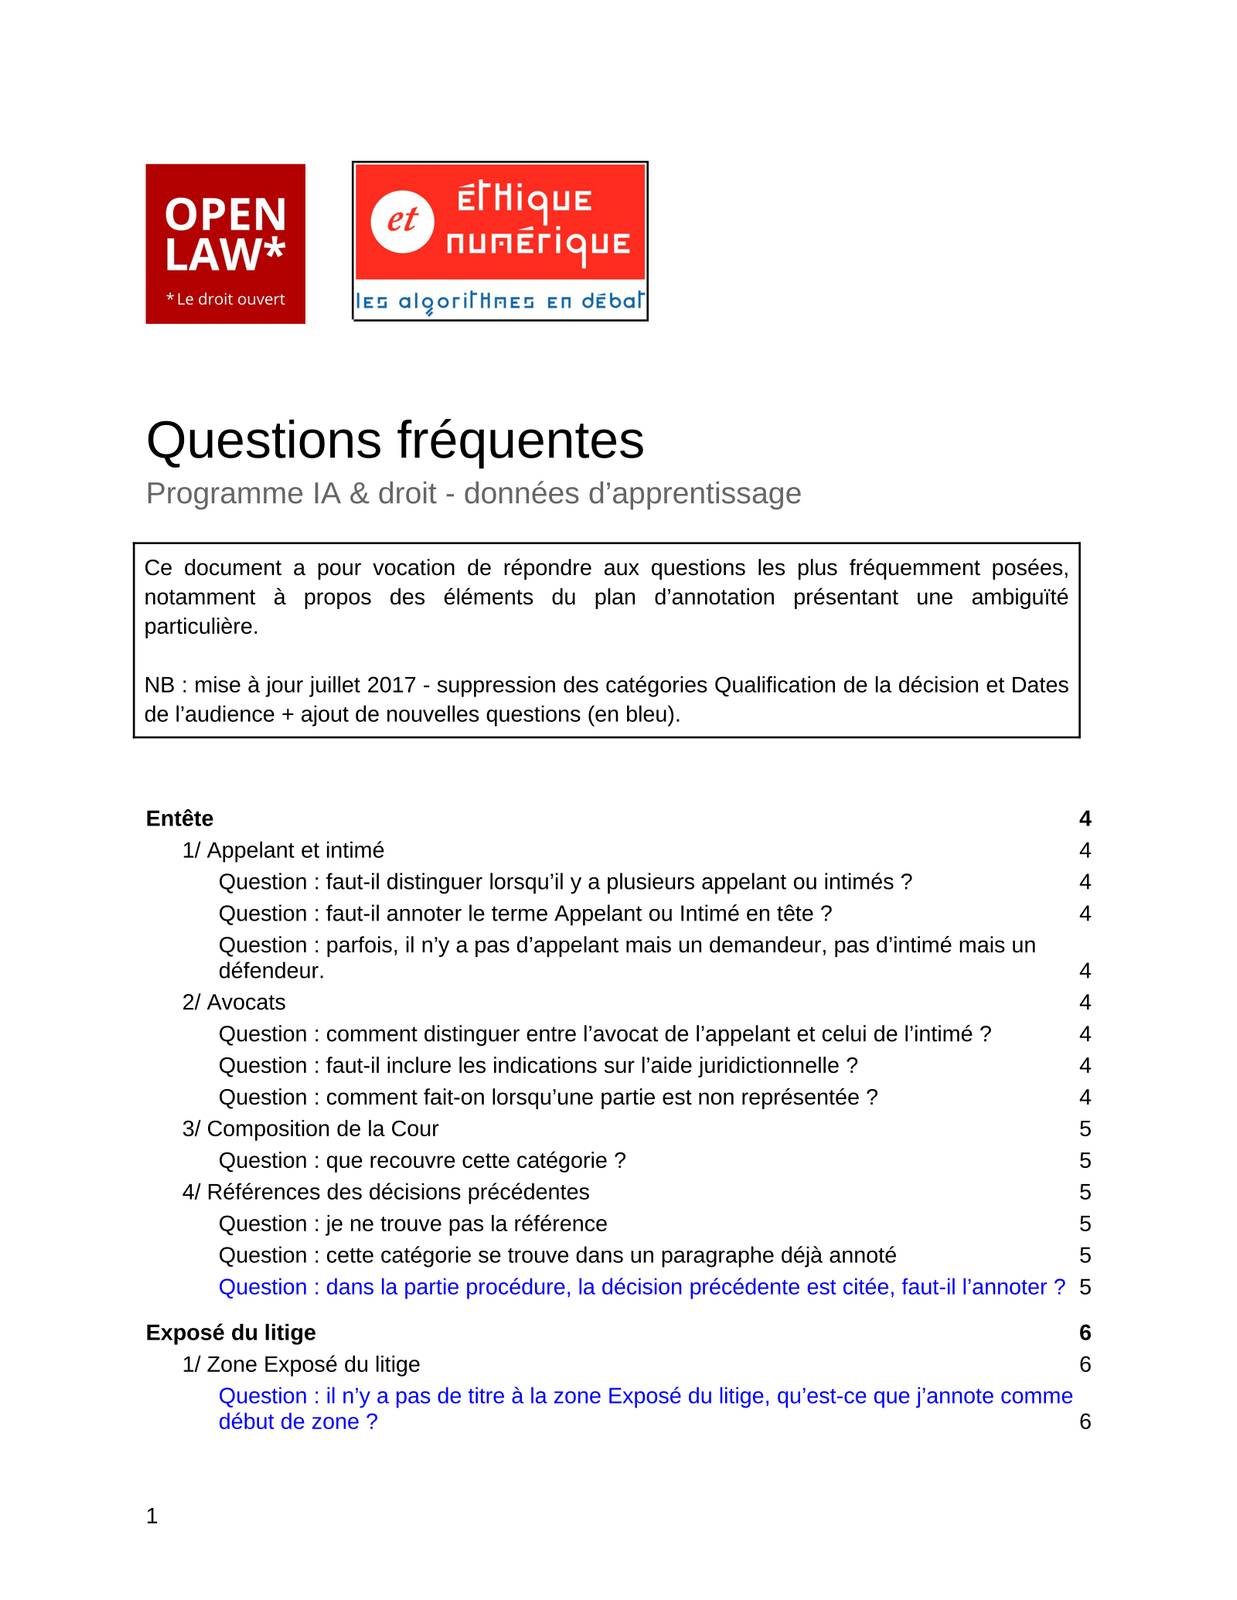 OPEN
LAW*
* Le droit ouvert
et
éthique
numérique
les algorithmes en débat
Questions fréquentes
Programme IA & droit - données d’apprentissage
Ce document a pour vocation de répondre aux questions les plus fréquemment posées,
notamment à propos des éléments du plan d’annotation présentant une ambiguïté
particulière.
NB : mise à jour juillet 2017 - suppression des catégories Qualification de la décision et Dates
de l’audience + ajout de nouvelles questions (en bleu).
Entête 4
1/ Appelant et intimé 4
Question : faut-il distinguer lorsqu’il y a plusieurs appelant ou intimés ? 4
Question : faut-il annoter le terme Appelant ou Intimé en tête ? 4
Question : parfois, il n’y a pas d’appelant mais un demandeur, pas d’intimé mais un
défendeur. 4
2/ Avocats 4
Question : comment distinguer entre l’avocat de l’appelant et celui de l’intimé ? 4
Question : faut-il inclure les indications sur l’aide juridictionnelle ? 4
Question : comment fait-on lorsqu’une partie est non représentée ? 4
3/ Composition de la Cour 5
Question : que recouvre cette catégorie ? 5
4/ Références des décisions précédentes 5
Question : je ne trouve pas la référence 5
Question : cette catégorie se trouve dans un paragraphe déjà annoté 5
Question : dans la partie procédure, la décision précédente est citée, faut-il l’annoter ? 5
Exposé du litige 6
1/ Zone Exposé du litige 6
Question : il n’y a pas de titre à la zone Exposé du litige, qu’est-ce que j’annote comme
début de zone ? 6
1